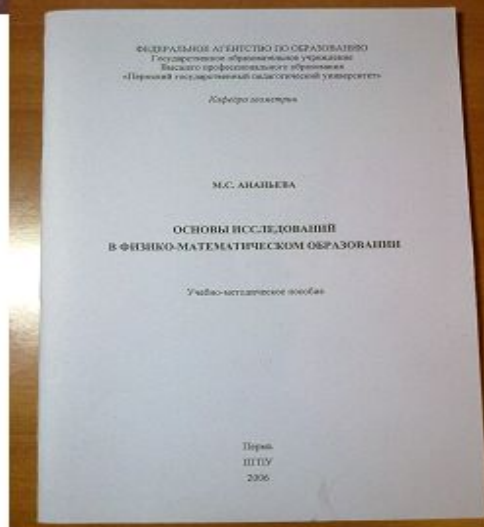 ФЕДЕРАЛЬНОЕ АГЕНТСТВО ПО ОБРАЗОВАНИЮ
Государственное образовательное учреждение
Высшего профессионального образования
«Пермский государственный педагогический университет»
Кафедра геометрии
М.С. АНАНЬЕВА
ОСНОВЫ ИССЛЕДОВАНИЙ
В ФИЗИКО-МАТЕМАТИЧЕСКОМ ОБРАЗОВАНИИ
Учебно-методическое пособие
Пермь
ПГПУ
2006